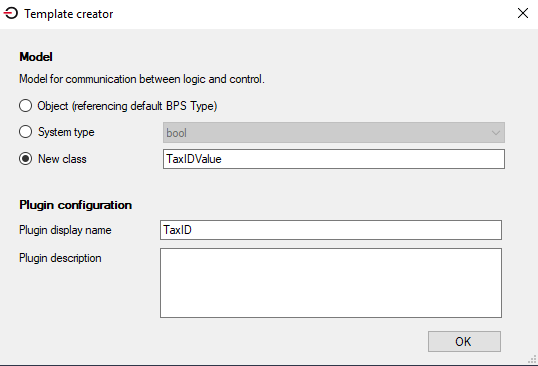 Template creator
Model
Model for communication between logic and control.
Object (referencing default BPS Type)
System type
bool
New class
TaxIDValue
Plugin configuration
Plugin display name
TaxID
Plugin description
OK